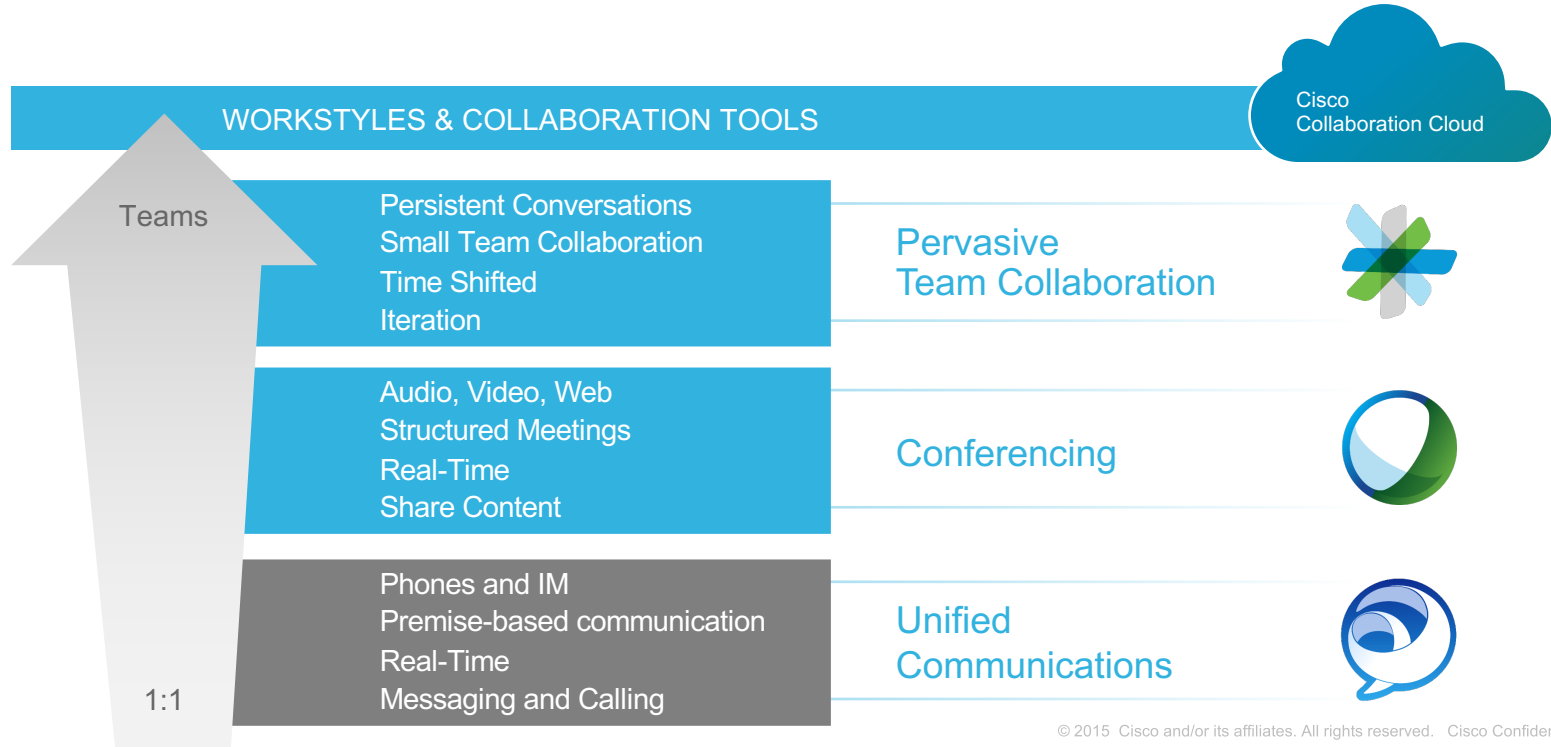 Cisco
Collaboration Cloud
WORKSTYLES & COLLABORATION TOOLS
Teams
Persistent Conversations
Small Team Collaboration
Time Shifted
Iteration
Pervasive
Team Collaboration
Audio, Video, Web
Structured Meetings
Real-Time
Share Content
Conferencing
Phones and IM
Premise-based communication
Real-Time
Messaging and Calling
Unified
Communications
1:1
© 2015 Cisco and/or its affiliates. All rights reserved. Cisco